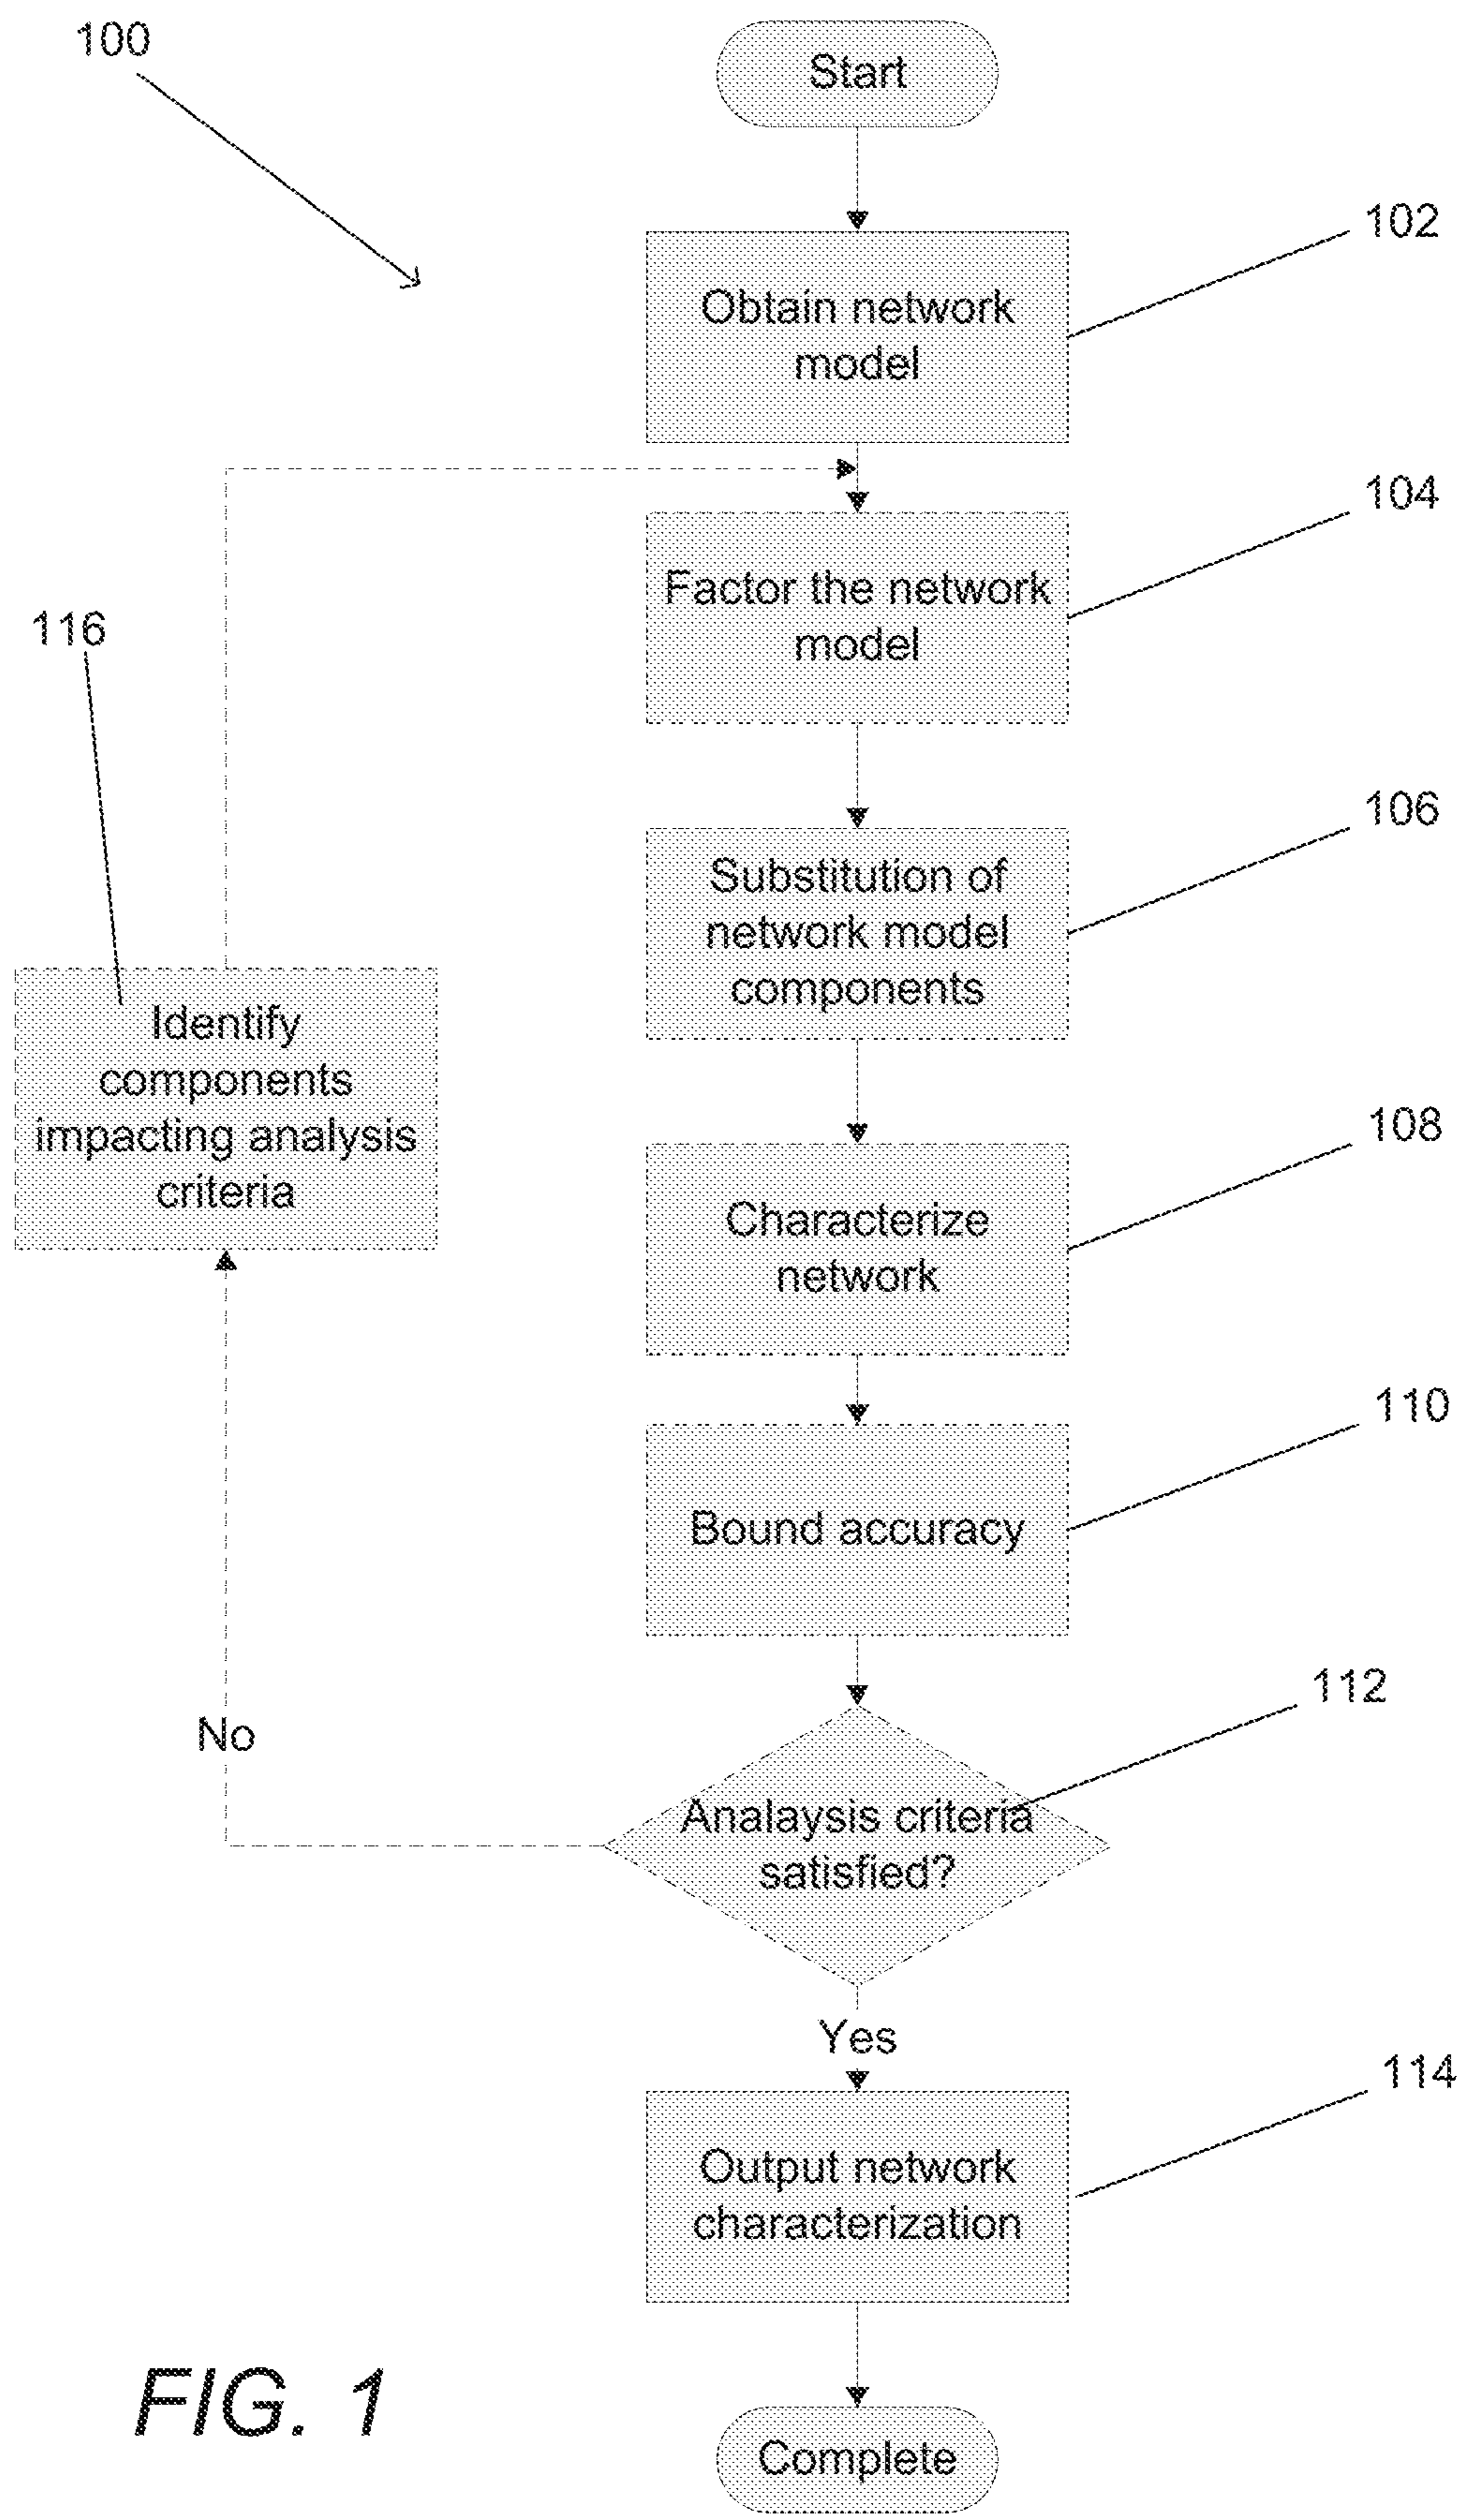 100
Start
102
Obtain network
model
104
Factor the network
model
116
106
Substitution of
network model
components
Identify
components
impacting analysis
criteria
108
Characterize
network
110
Bound accuracy
112
No
Analaysis criteria
satisfied?
Yes
114
Output network
characterization
FIG. 1
Complete